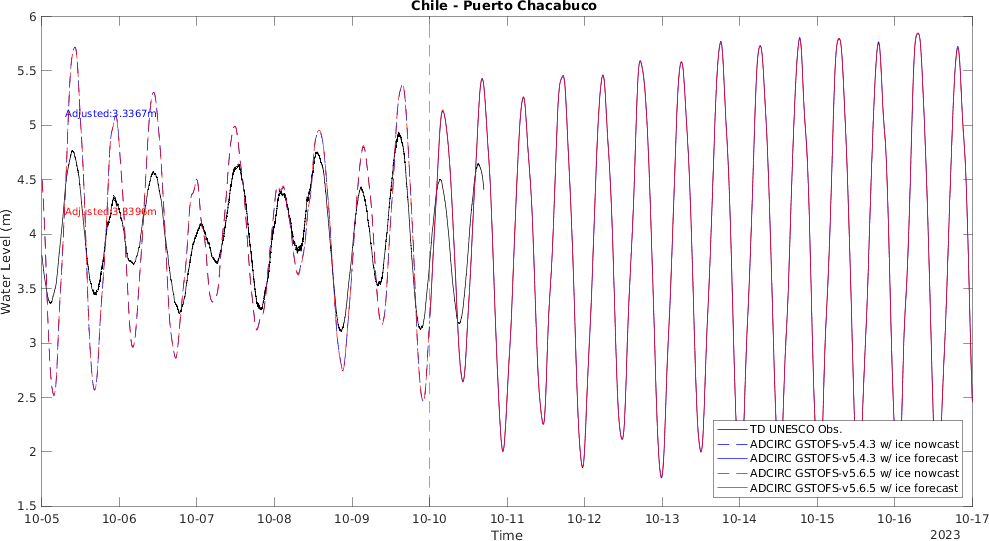 Chile - Puerto Chacabuco
6
5.5
5
4.5
4
3.5
3
2.5
2
1.5
Water Level (m)
Adjusted:3.3367m
Adjusted:3.3396m
TD UNESCO Obs.
ADCIRC GSTOFS-v5.4.3 w/ ice nowcast
ADCIRC GSTOFS-v5.4.3 w/ ice forecast
ADCIRC GSTOFS-v5.6.5 w/ ice nowcast
ADCIRC GSTOFS-v5.6.5 w/ ice forecast
10-05 10-06 10-07 10-08 10-09 10-10 10-11 10-12 10-13 10-14 10-15 10-16 10-17
Time
2023